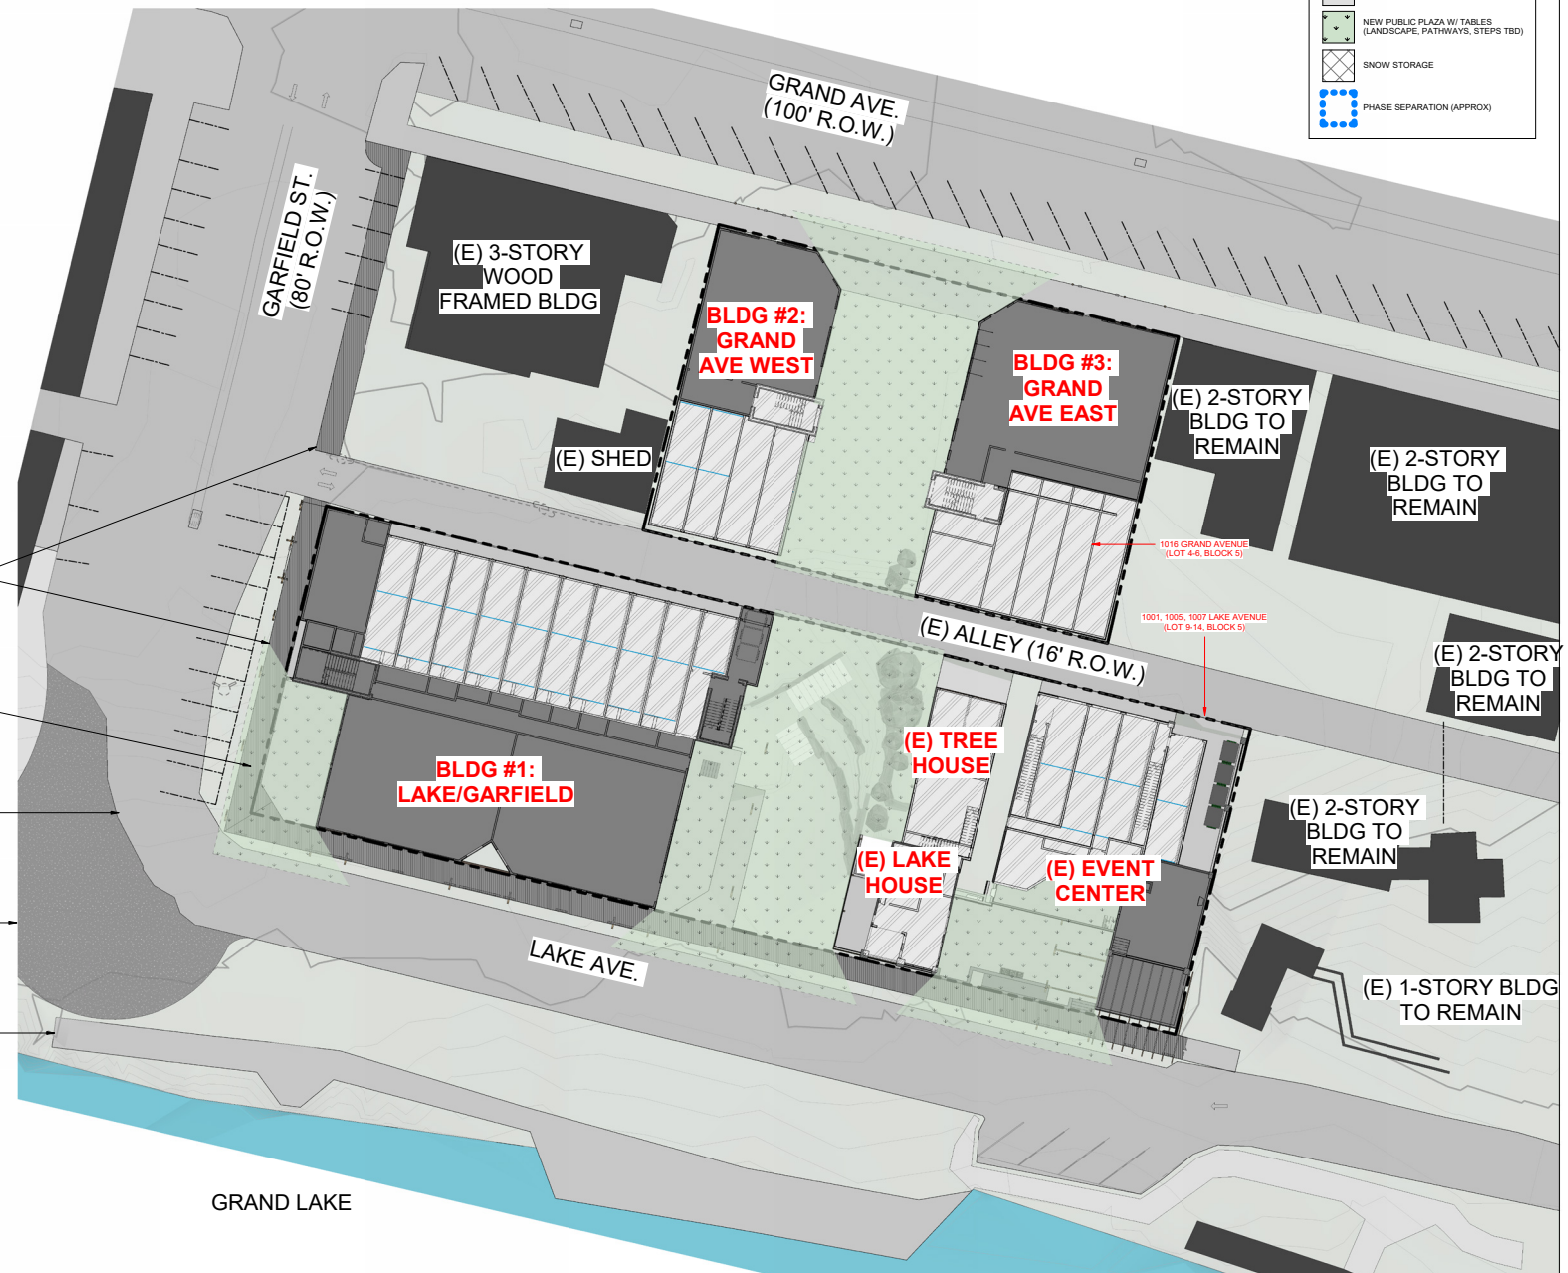 NEW PUBLIC PLAZA W/ TABLES
(LANDSCAPE, PATHWAYS, STEPS TBD)
SNOW STORAGE
PHASE SEPARATION (APPROX)
GRAND AVE.
(100' R.O.W.)
GARFIELD ST.
(80' R.O.W.)
(E) 3-STORY
WOOD
FRAMED BLDG
BLDG #2:
GRAND
AVE WEST
BLDG #3:
GRAND
AVE EAST
(E) 2-STORY
BLDG TO
REMAIN
(E) 2-STORY
BLDG TO
REMAIN
(E) SHED
1016 GRAND AVENUE
(LOT 4-6, BLOCK 5)
1001, 1005, 1007 LAKE AVENUE
(LOT 9-14, BLOCK 5)
(E) ALLEY (16' R.O.W.)
(E) 2-STORY
BLDG TO
REMAIN
(E) TREE
HOUSE
BLDG #1:
LAKE/GARFIELD
(E) 2-STORY
BLDG TO
REMAIN
(E) LAKE
HOUSE
(E) EVENT
CENTER
LAKE AVE.
(E) 1-STORY BLDG
TO REMAIN
GRAND LAKE